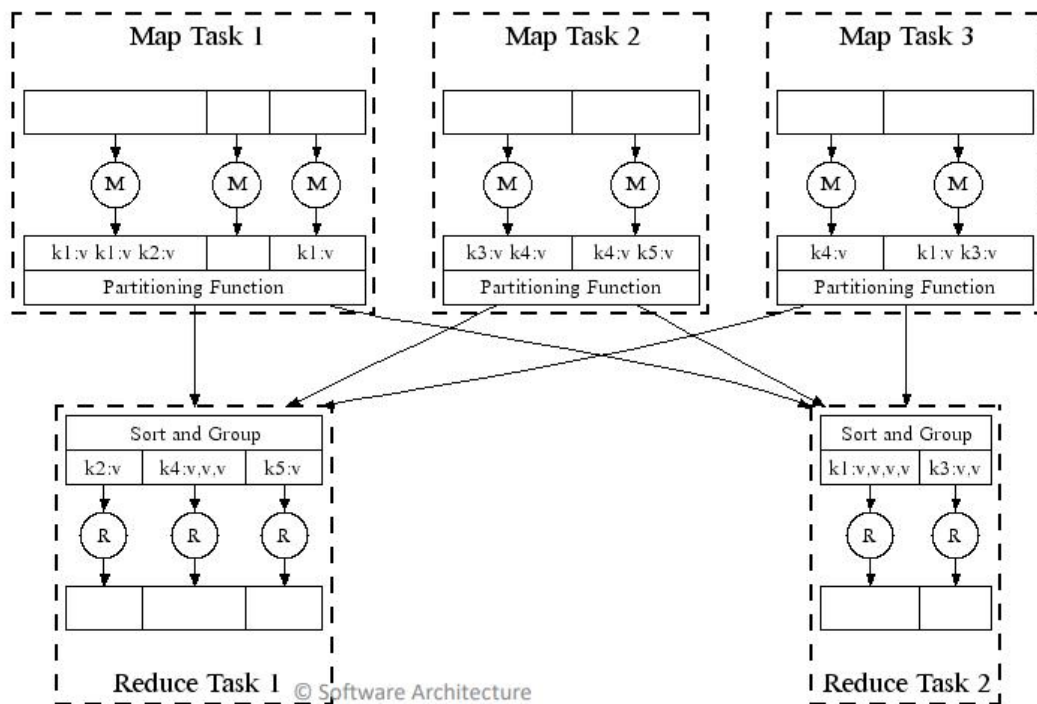 Map Task 1
Map Task 2
Map Task 3
M
M
M
M
M
M
M
k1:v k1:v k2:v
k1:v
k3:v k4:v
k4:v k5:v
k4:v
k1:v k3:v
Partitioning Function
Partitioning Function
Partitioning Function
Sort and Group
Sort and Group
k2:v
k4:v,v,v
k5:v
k1:v,v,v,v
k3:v,v
R
R
R
R
R
Reduce Task 1
© Software Architecture
Reduce Task 2